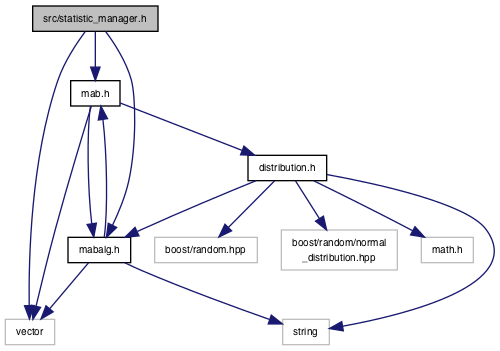 src/statistic_manager.h
mab.h
distribution.h
mabalg.h
boost/random.hpp
boost/random/normal
_distribution.hpp
math.h
vector
string